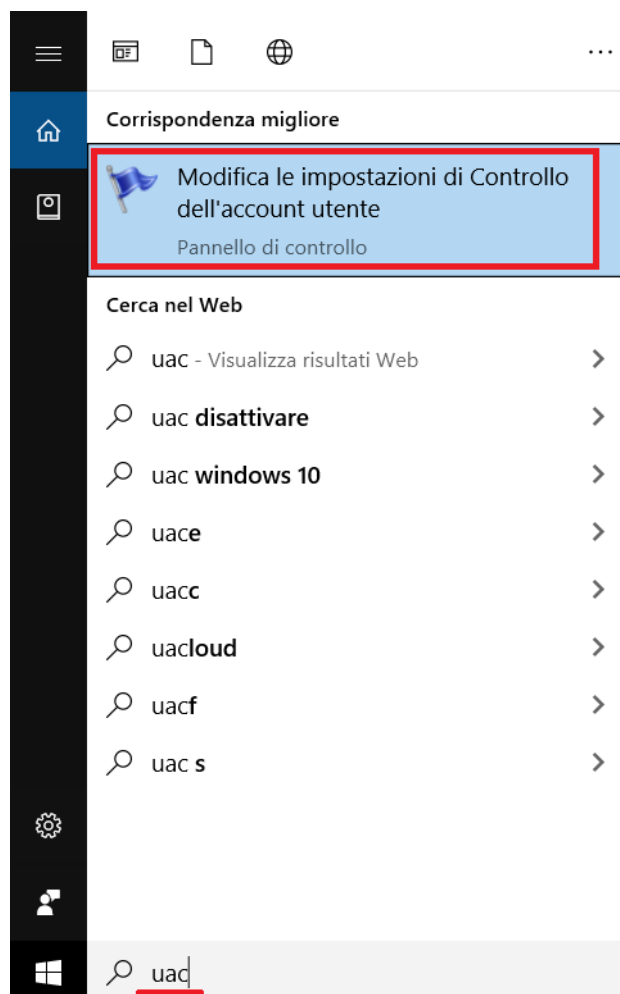 Corrispondenza migliore
Modifica le impostazioni di Controllo
dell'account utente
Pannello di controllo
Cerca nel Web
uac - Visualizza risultati Web
uac disattivare
uac windows 10
uace
uacc
uacloud
uacf
uac s
uac